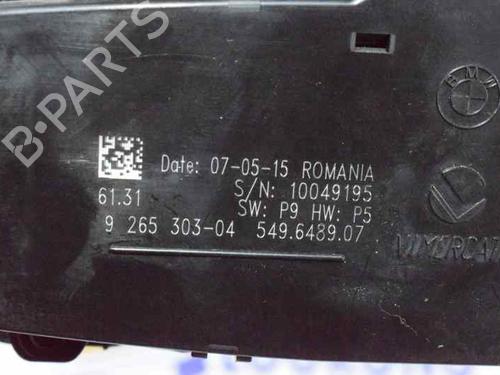 B-PARTS
BMW
Date: 07-05-15 ROMANIA
S/N: 10049195
61.31
SW: P9 HW: P5
9 265 303-04 549.6489.07